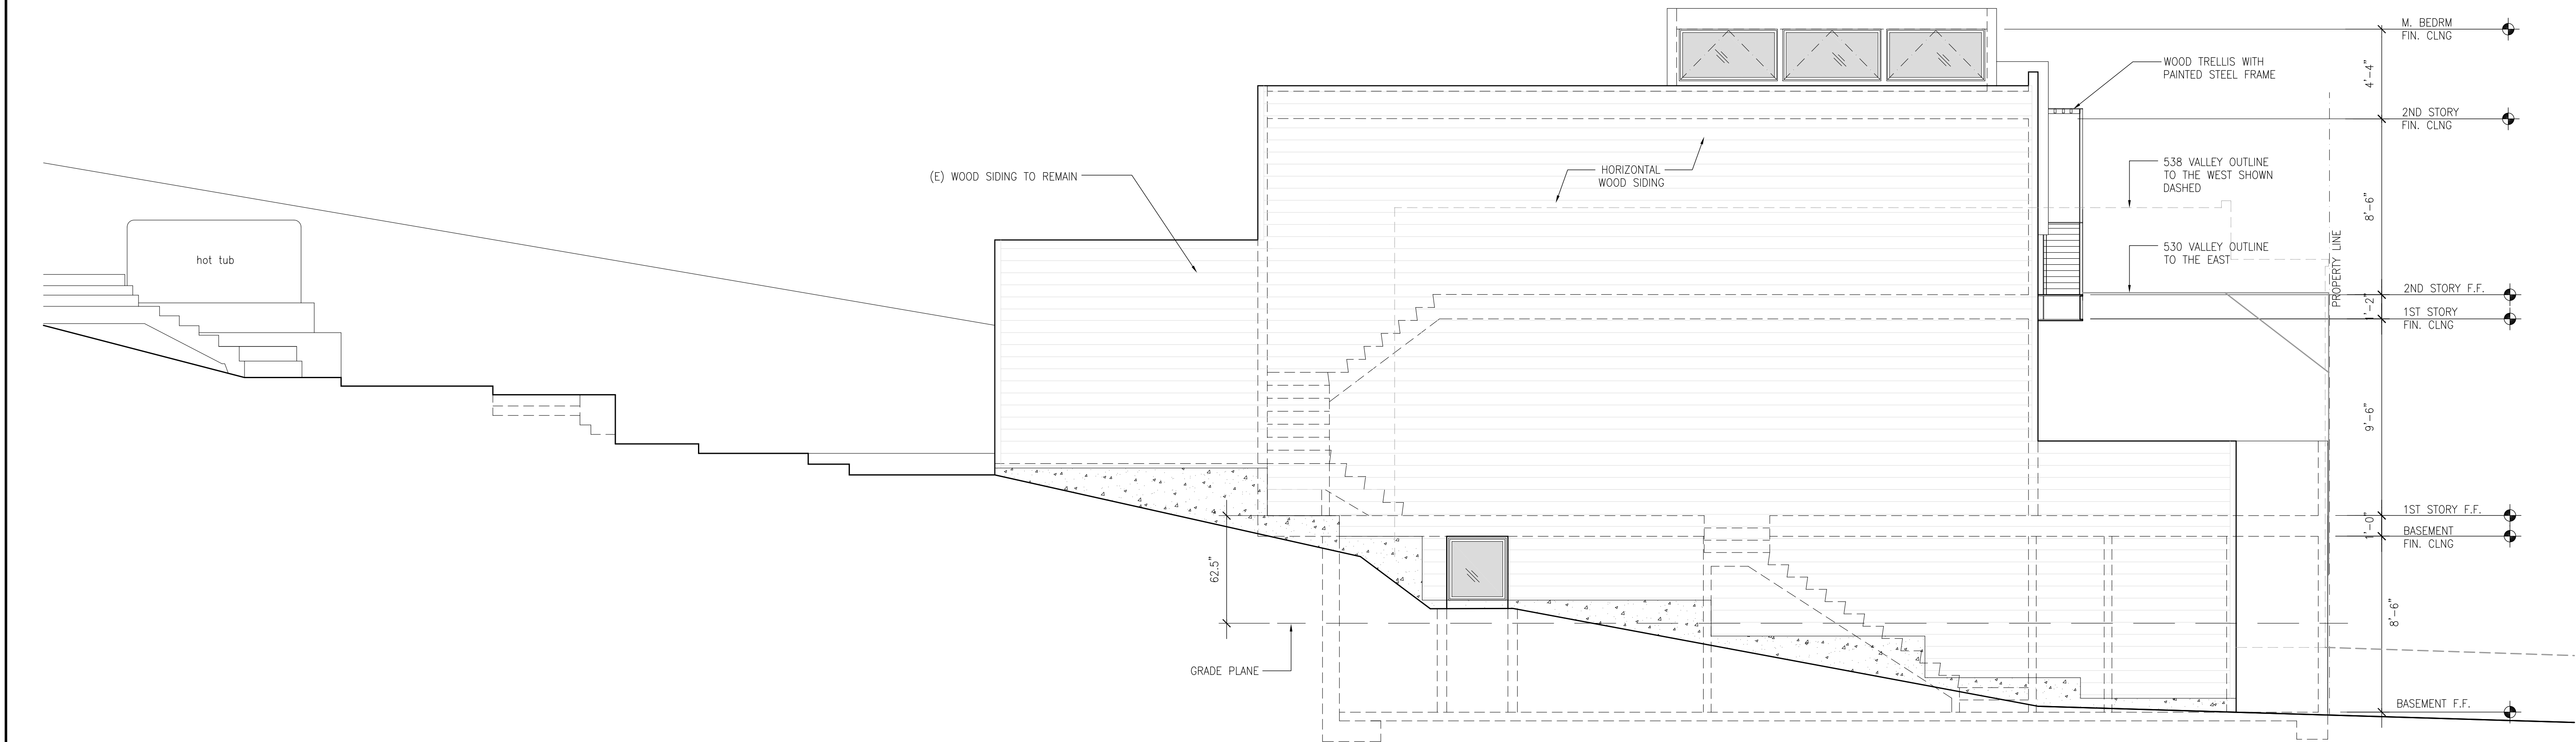 M. BEDRM
FIN. CLNG
4'-4"
WOOD TRELLIS WITH
PAINTED STEEL FRAME
2ND STORY
FIN. CLNG
(E) WOOD SIDING TO REMAIN
HORIZONTAL
WOOD SIDING
538 VALLEY OUTLINE
TO THE WEST SHOWN
DASHED
8'-6"
hot tub
530 VALLEY OUTLINE
TO THE EAST
PROPERTY LINE
2ND STORY F.F.
1'-2"
1ST STORY
FIN. CLNG
9'-6"
1ST STORY F.F.
1'-0"
BASEMENT
FIN. CLNG
62.5"
8'-6"
GRADE PLANE
BASEMENT F.F.